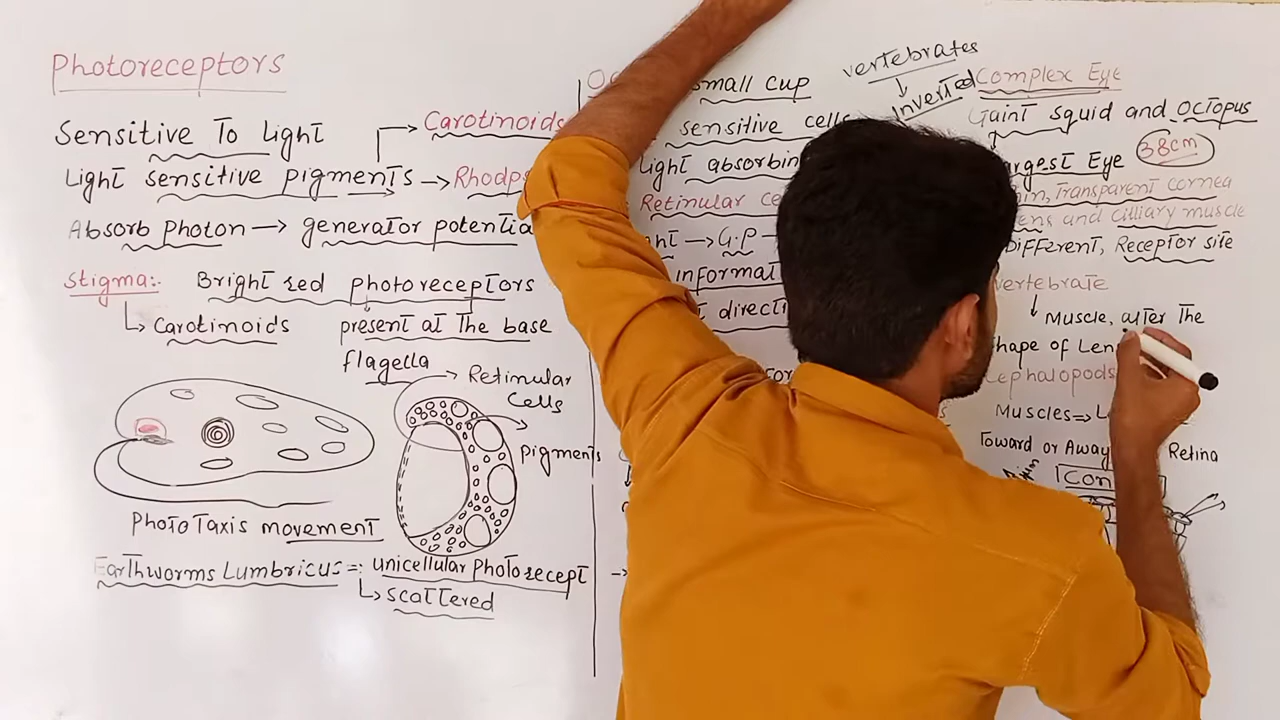 Photoreceptors
Sensitive To Light
Carotinoids
Light sensitive pigments → Rhodps
Absorb photon → generator potentia
Stigma:- Bright red photoreceptors
Carotinoids
present at The base
flagella
Retinular
Cells
pigments
PhotoTaxis movement
Earthworms Lumbricus =: unicellular photorecept
scattered
small cup
sensitive cells
Light absorbin
Retinular ce
→ G.P
informat
directi
vertebrates
Inverted
Complex Eye
Gaint squid and octopus
argest Eye 38cm
Transparent cornea
ens and Cilliary muscle
Different, Receptor site
vertebrate
Muscle, alter The
Shape of Len
Cephalopods
Muscles => L
Toward or Away Retina
Con